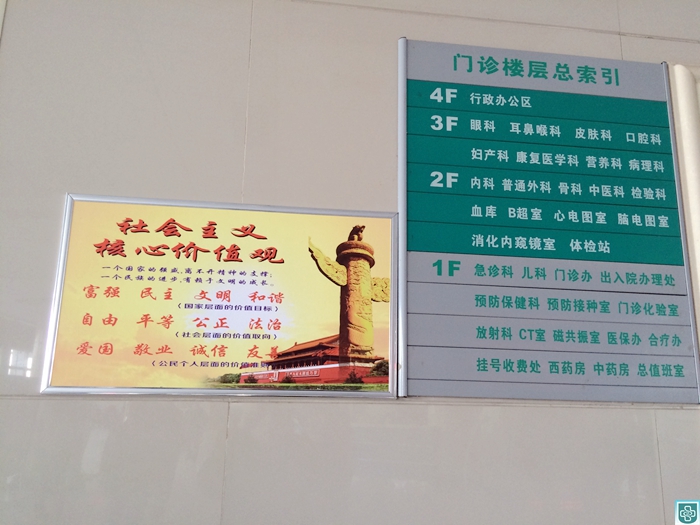 社会主义
核心价值观
一个国家的强盛,离不开精神的支撑;
一个民族的进步,有赖于文明的成长。
富强 民主 文明 和谐
(国家层面的价值目标)
自由 平等 公正 法治
(社会层面的价值取向)
爱国 敬业 诚信 友善
(公民个人层面的价值准则)
门诊楼层总索引
4F 行政办公区
3F 眼科 耳鼻喉科 皮肤科 口腔科
妇产科 康复医学科 营养科 病理科
2F 内科 普通外科 骨科 中医科 检验科
血库 B超室 心电图室 脑电图室
消化内窥镜室 体检站
1F 急诊科 儿科 门诊办 出入院办理处
预防保健科 预防接种室 门诊化验室
放射科 CT室 磁共振室 医保办 合疗办
挂号收费处 西药房 中药房 总值班室